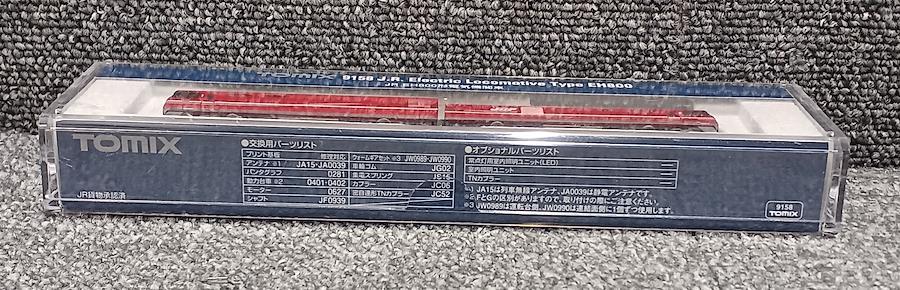 TOMIX 9158 J.R. Electric Locomotive Type EH800
JR EH800形電気機関車
TOMIX
JR貨物承認済
●交換用パーツリスト
プリント基板 修理対応
アンテナ ※1 JA15・JA0039
パンタグラフ 0281
動力台車 ※2 0401・0402
モーター 0627
シャフト JF0939
ウォームギアセット ※3 JW0989・JW0990
車輪ゴム JG02
集電スプリング JS15
カプラー JC06
密自連形TNカプラー JC52
●オプショナルパーツリスト
常点灯用室内照明ユニット(LED)
室内照明ユニット
TNカプラー
※1 JA15は列車無線アンテナ、JA0039は静電アンテナです。
※2 FとGの区別がありますので、取り付けの際にご注意ください。
※3 JW0989は運転台側、JW0990は連結面側に1個ずつ使用します。
9158
TOMIX